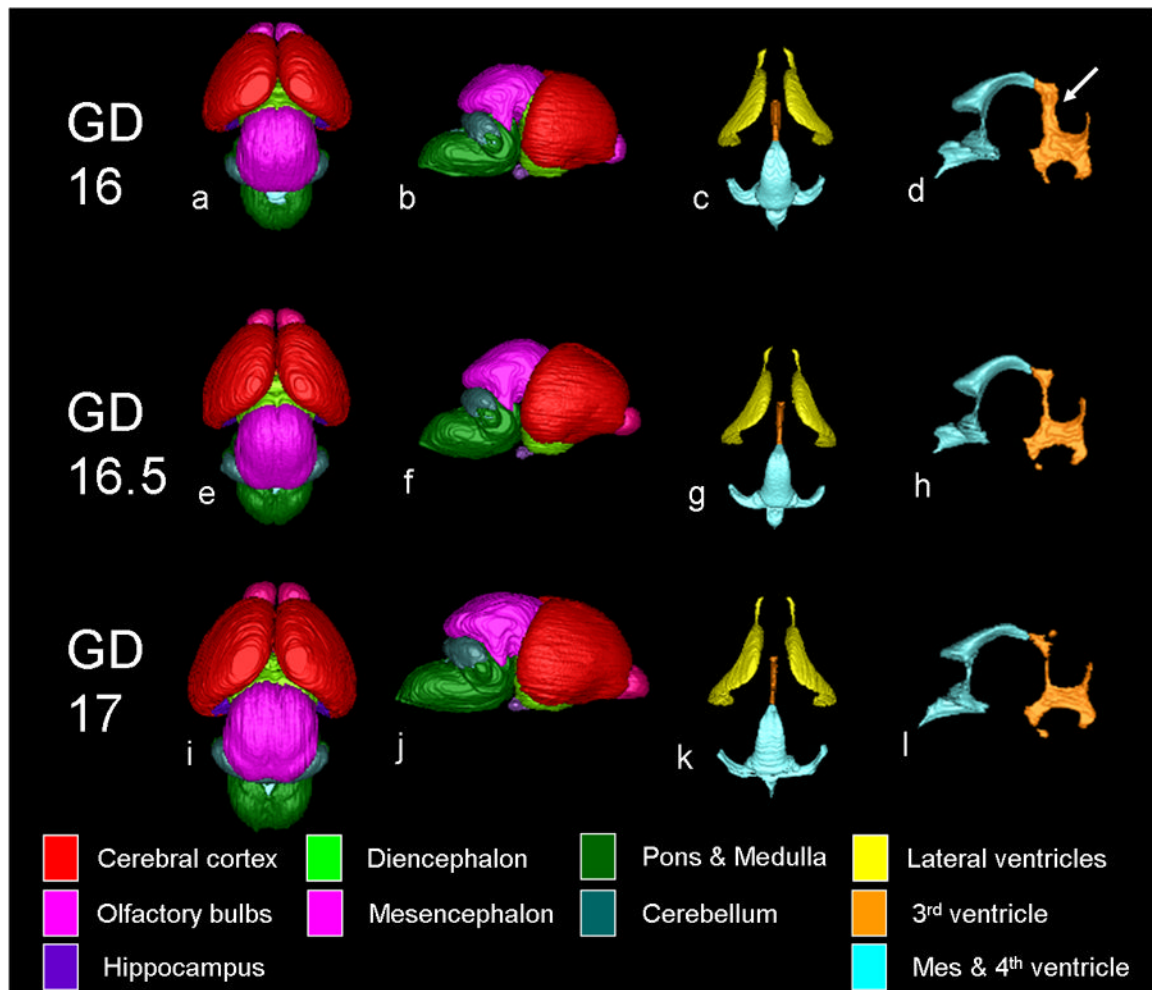 GD
16
a
b
c
d
GD
16.5
e
f
g
h
GD
17
i
j
k
l
Cerebral cortex
Diencephalon
Pons & Medulla
Lateral ventricles
Olfactory bulbs
Mesencephalon
Cerebellum
3rd ventricle
Hippocampus
Mes & 4th ventricle